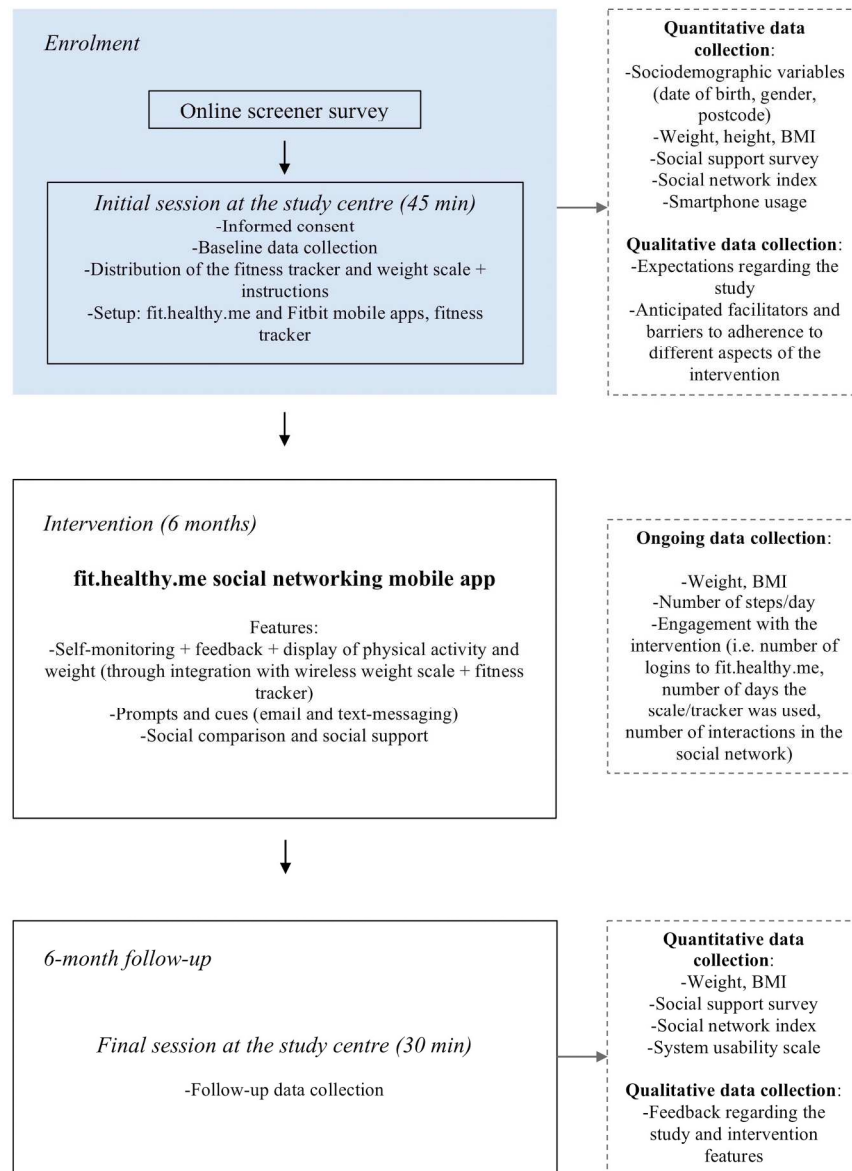 Enrolment
Online screener survey
Initial session at the study centre (45 min)
-Informed consent
-Baseline data collection
-Distribution of the fitness tracker and weight scale +
instructions
-Setup: fit.healthy.me and Fitbit mobile apps, fitness
tracker
Quantitative data
collection:
-Sociodemographic variables
(date of birth, gender,
postcode)
-Weight, height, BMI
-Social support survey
-Social network index
-Smartphone usage
Qualitative data collection:
-Expectations regarding the
study
-Anticipated facilitators and
barriers to adherence to
different aspects of the
intervention
Intervention (6 months)
fit.healthy.me social networking mobile app
Features:
-Self-monitoring + feedback + display of physical activity and
weight (through integration with wireless weight scale + fitness
tracker)
-Prompts and cues (email and text-messaging)
-Social comparison and social support
Ongoing data collection:
-Weight, BMI
-Number of steps/day
-Engagement with the
intervention (i.e. number of
logins to fit.healthy.me,
number of days the
scale/tracker was used,
number of interactions in the
social network)
6-month follow-up
Final session at the study centre (30 min)
-Follow-up data collection
Quantitative data
collection:
-Weight, BMI
-Social support survey
-Social network index
-System usability scale
Qualitative data collection:
-Feedback regarding the
study and intervention
features